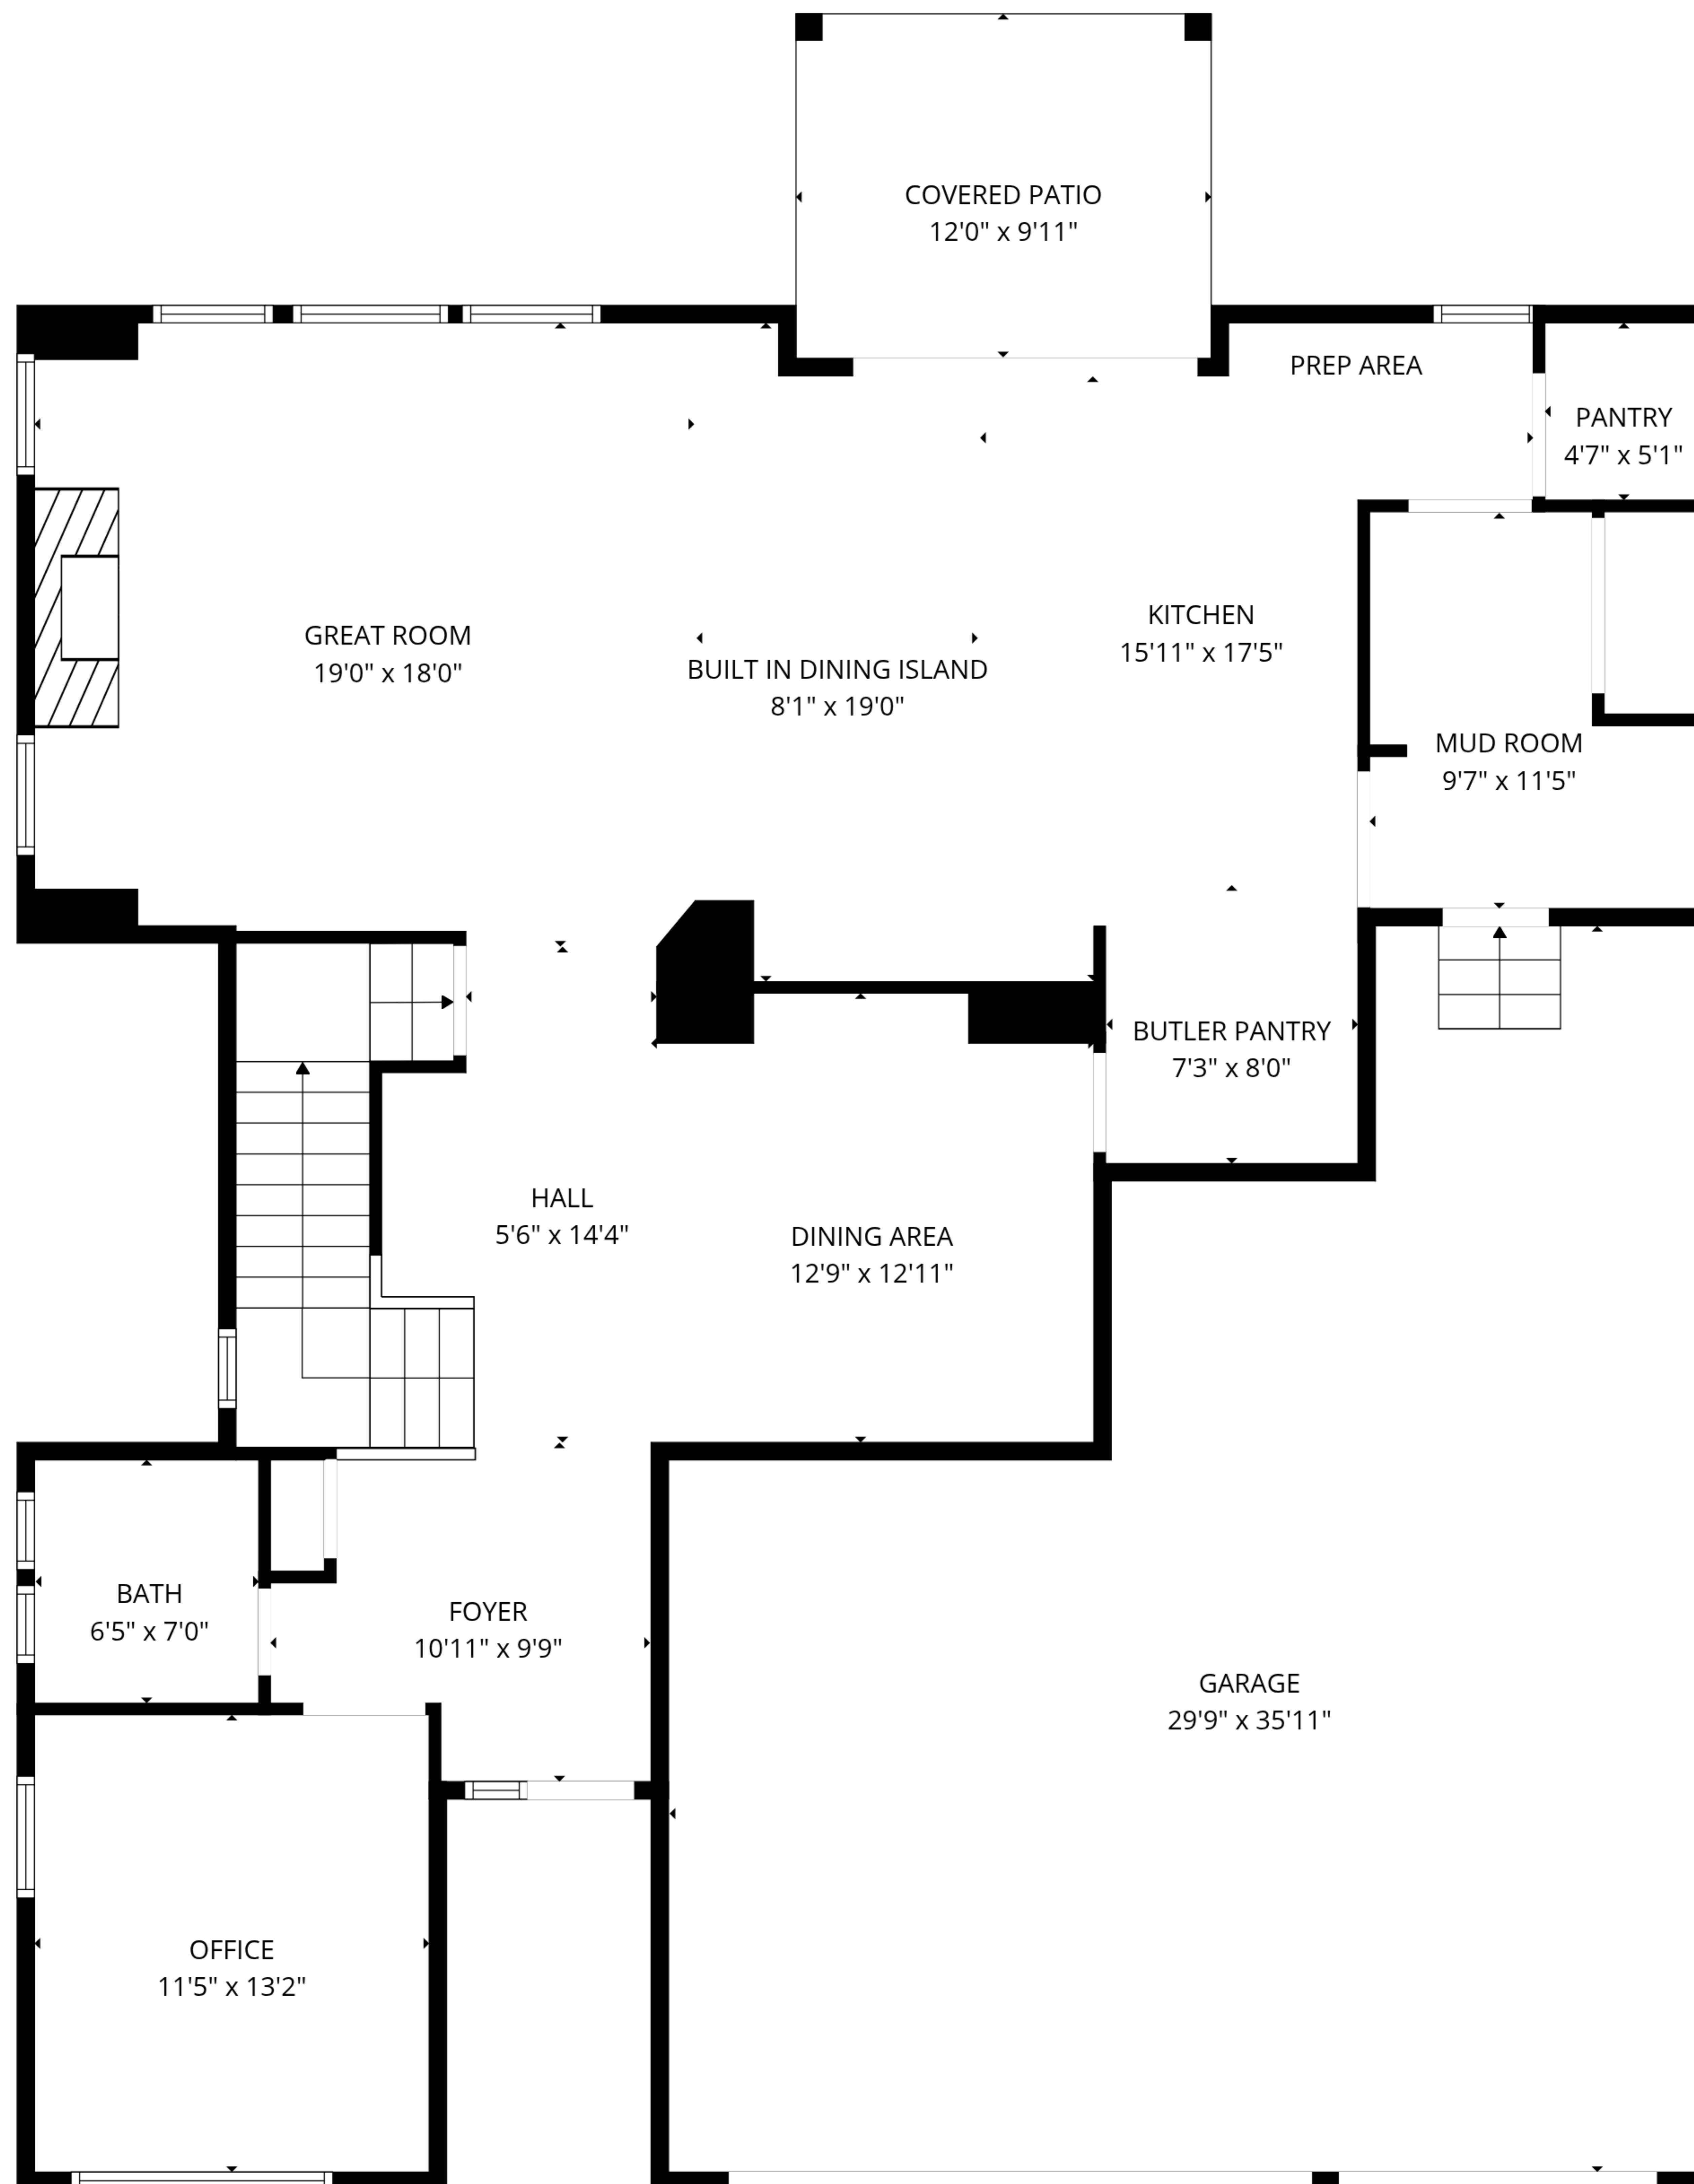 COVERED PATIO
12'0" x 9'11"
PREP AREA
PANTRY
4'7" x 5'1"
GREAT ROOM
19'0" x 18'0"
BUILT IN DINING ISLAND
8'1" x 19'0"
KITCHEN
15'11" x 17'5"
MUD ROOM
9'7" x 11'5"
BUTLER PANTRY
7'3" x 8'0"
HALL
5'6" x 14'4"
DINING AREA
12'9" x 12'11"
BATH
6'5" x 7'0"
FOYER
10'11" x 9'9"
GARAGE
29'9" x 35'11"
OFFICE
11'5" x 13'2"